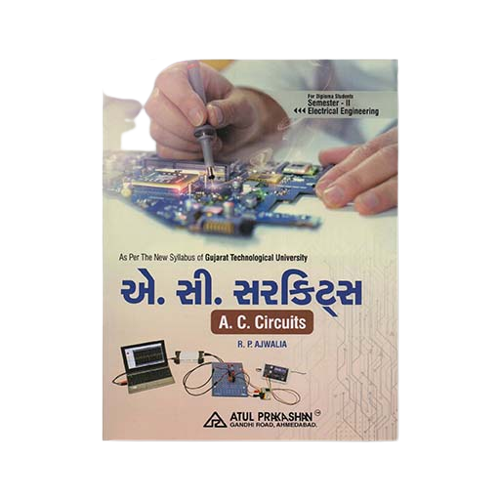 For Diploma Students
Semester - II
Electrical Engineering
As Per The New Syllabus of Gujarat Technological University
એ. સી. સરકિટ્સ
A. C. Circuits
R. P. AJWALIA
ATUL PRAKASHAN
GANDHI ROAD, AHMEDABAD.